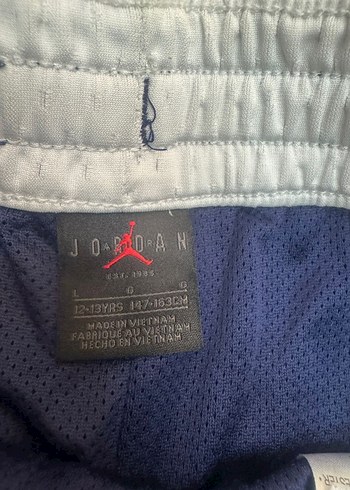 JORDAN
EST. 1985
L G G
12-13YRS 147-163CM
MADE IN VIETNAM
FABRIQUÉ AU VIETNAM
HECHO EN VIETNAM